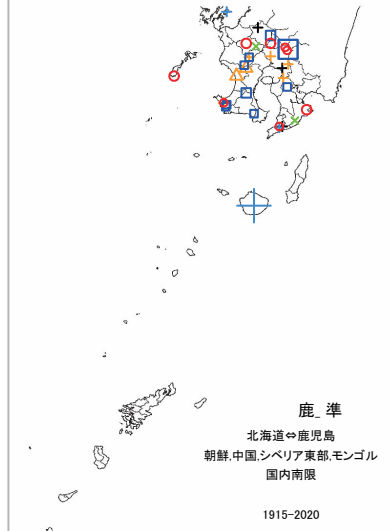 鹿_ 準
北海道⇔鹿児島
朝鮮,中国,シベリア東部,モンゴル
国内南限
1915-2020